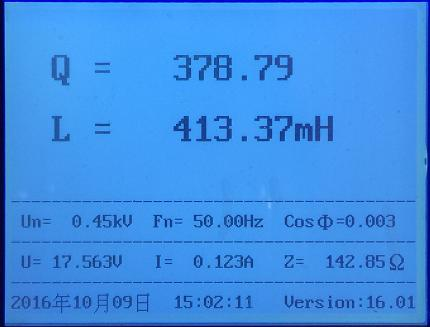 Q = 378.79
L = 413.37mH
Un= 0.45kV Fn= 50.00Hz CosΦ=0.003
U= 17.563V I= 0.123A Z= 142.85Ω
2016年10月09日 15:02:11 Version:16.01